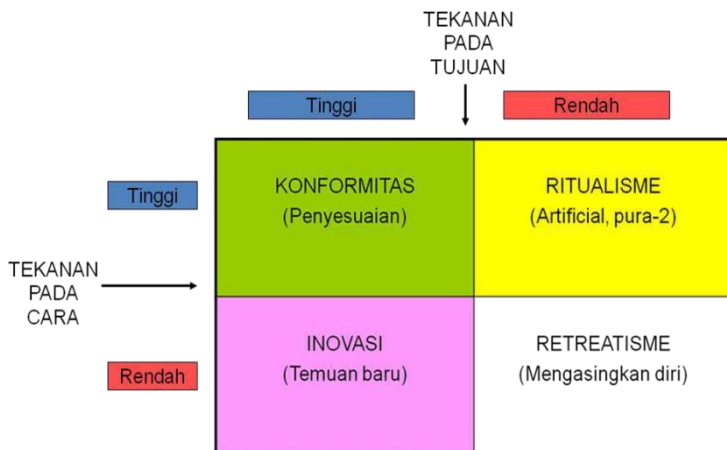 TEKANAN
PADA
TUJUAN
Tinggi
Rendah
Tinggi
KONFORMITAS
(Penyesuaian)
RITUALISME
(Artificial, pura-2)
TEKANAN
PADA
CARA
Rendah
INOVASI
(Temuan baru)
RETREATISME
(Mengasingkan diri)